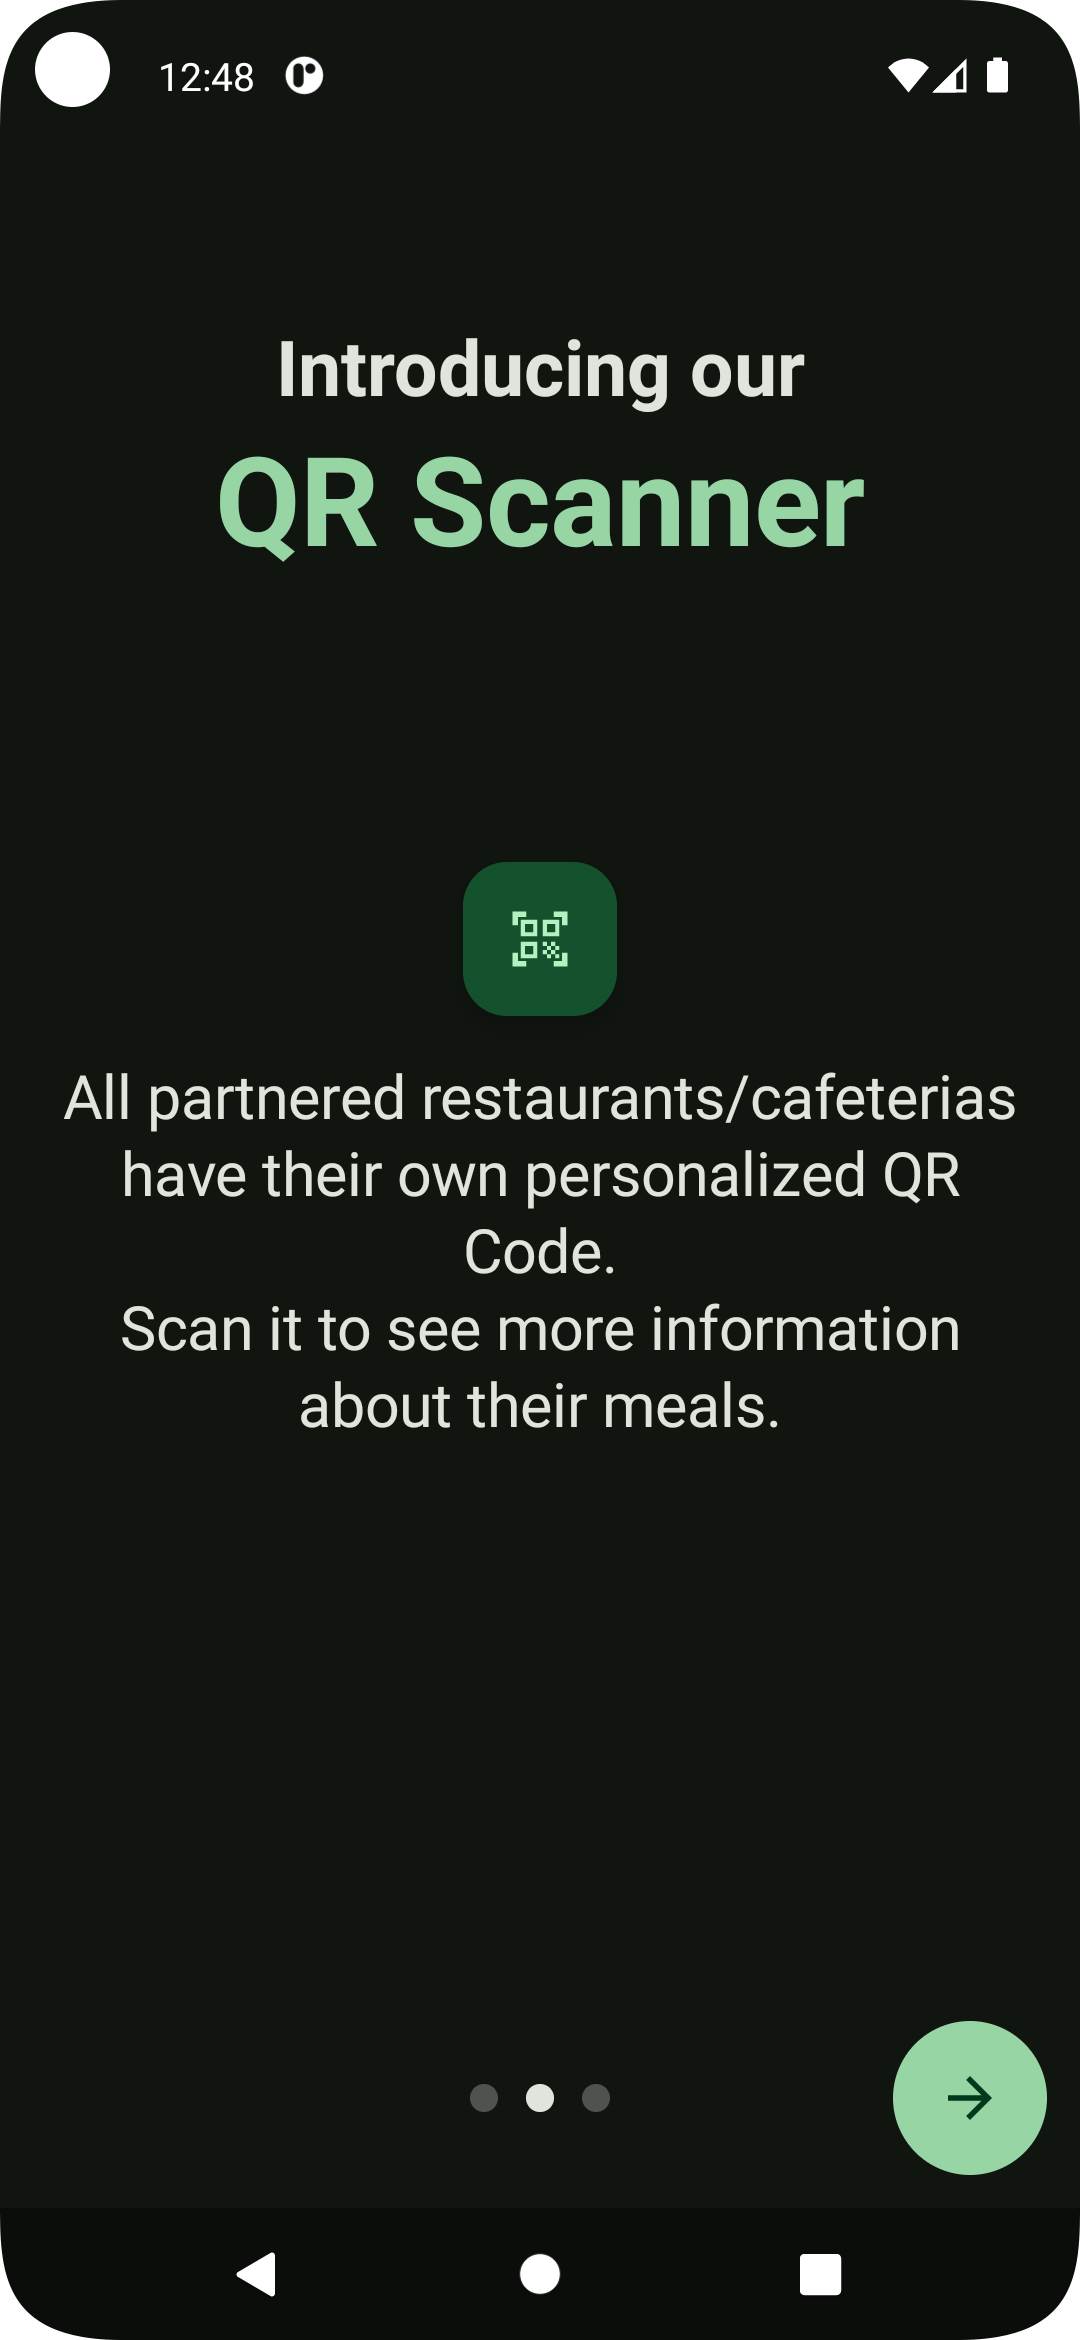 12:48
Introducing our
QR Scanner
All partnered restaurants/cafeterias
have their own personalized QR
Code.
Scan it to see more information
about their meals.